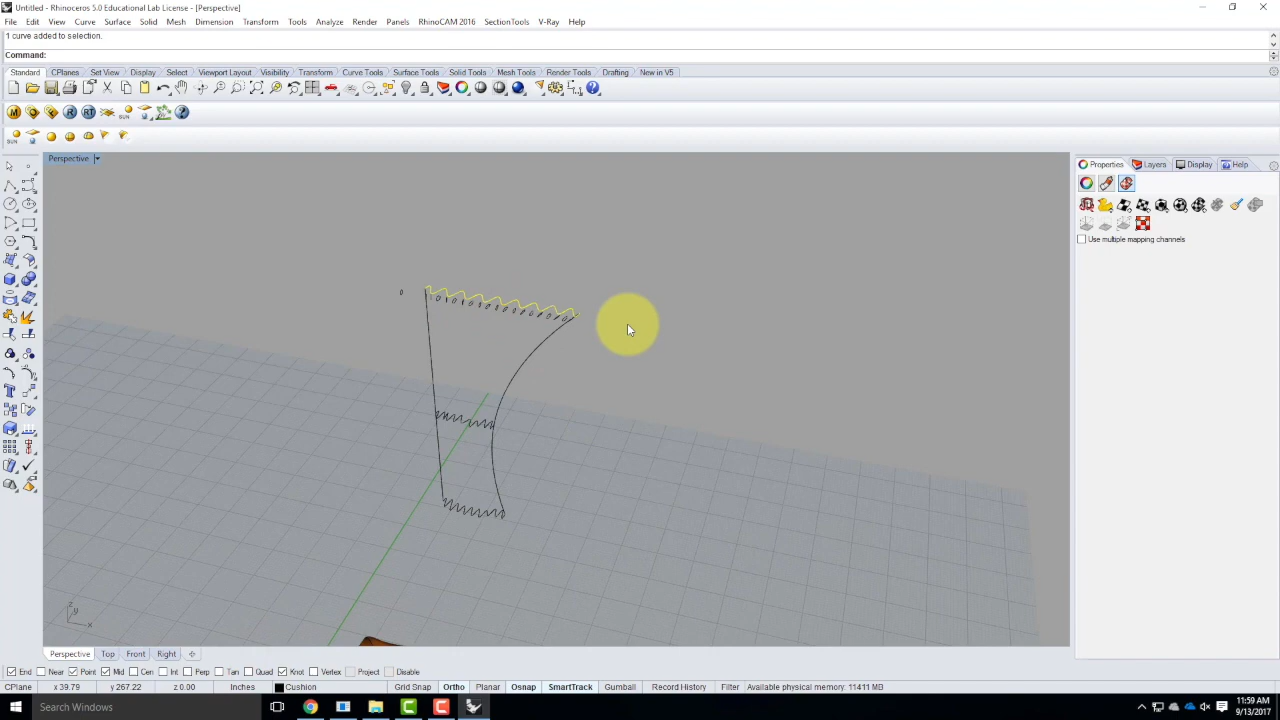 Untitled - Rhinoceros 5.0 Educational Lab License - [Perspective]
File Edit View Curve Surface Solid Mesh Dimension Transform Tools Analyze Render Panels RhinoCAM 2016 SectionTools V-Ray Help
1 curve added to selection.
Command:
Standard CPlanes Set View Display Select Viewport Layout Visibility Transform Curve Tools Surface Tools Solid Tools Mesh Tools Render Tools Drafting New in V5
M R RT SUN
SUN
Perspective
Properties Layers Display Help
Use multiple mapping channels
z y x
Perspective Top Front Right
End Near Point Mid Cen Int Perp Tan Quad Knot Vertex Project Disable
CPlane x 39.79 y 267.22 z 0.00 Inches Cushion Grid Snap Ortho Planar Osnap SmartTrack Gumball Record History Filter Available physical memory: 11411 MB
Search Windows
11:59 AM
9/13/2017